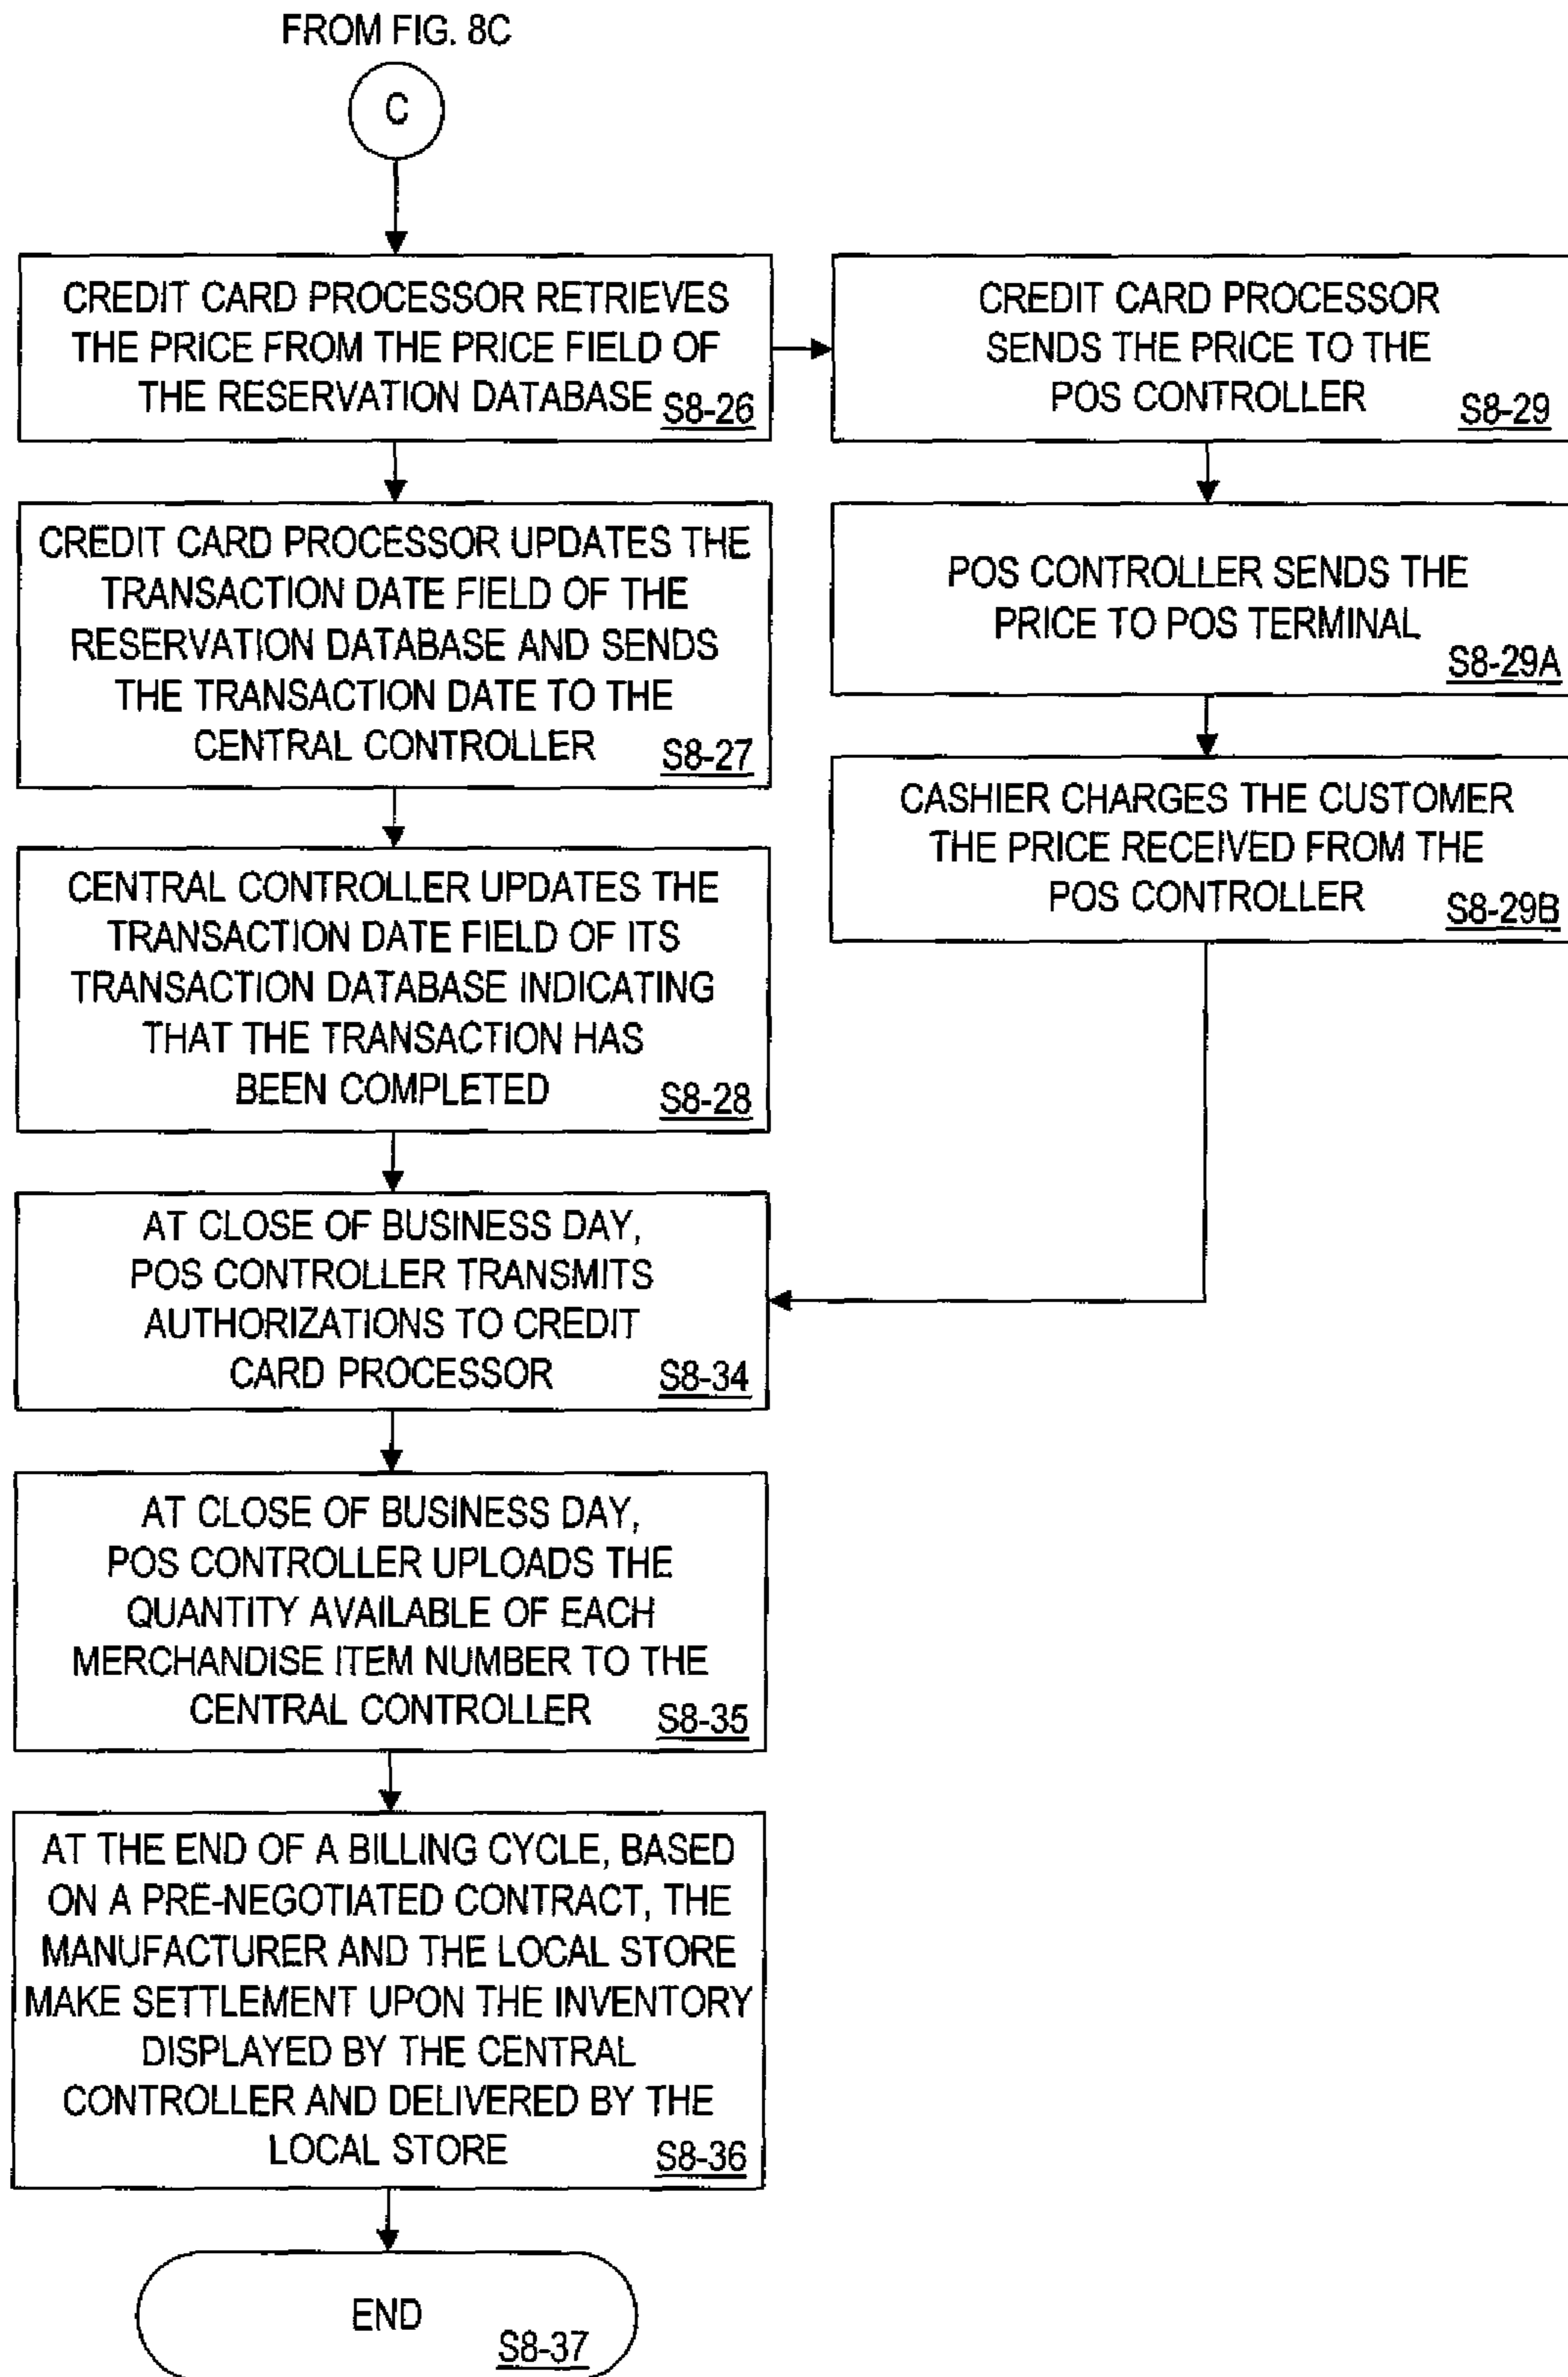 FROM FIG. 8C
C
CREDIT CARD PROCESSOR RETRIEVES
THE PRICE FROM THE PRICE FIELD OF
THE RESERVATION DATABASE S8-26
CREDIT CARD PROCESSOR
SENDS THE PRICE TO THE
POS CONTROLLER S8-29
CREDIT CARD PROCESSOR UPDATES THE
TRANSACTION DATE FIELD OF THE
RESERVATION DATABASE AND SENDS
THE TRANSACTION DATE TO THE
CENTRAL CONTROLLER S8-27
POS CONTROLLER SENDS THE
PRICE TO POS TERMINAL
S8-29A
CASHIER CHARGES THE CUSTOMER
THE PRICE RECEIVED FROM THE
POS CONTROLLER S8-29B
CENTRAL CONTROLLER UPDATES THE
TRANSACTION DATE FIELD OF ITS
TRANSACTION DATABASE INDICATING
THAT THE TRANSACTION HAS
BEEN COMPLETED S8-28
AT CLOSE OF BUSINESS DAY,
POS CONTROLLER TRANSMITS
AUTHORIZATIONS TO CREDIT
CARD PROCESSOR S8-34
AT CLOSE OF BUSINESS DAY,
POS CONTROLLER UPLOADS THE
QUANTITY AVAILABLE OF EACH
MERCHANDISE ITEM NUMBER TO THE
CENTRAL CONTROLLER S8-35
AT THE END OF A BILLING CYCLE, BASED
ON A PRE-NEGOTIATED CONTRACT, THE
MANUFACTURER AND THE LOCAL STORE
MAKE SETTLEMENT UPON THE INVENTORY
DISPLAYED BY THE CENTRAL
CONTROLLER AND DELIVERED BY THE
LOCAL STORE S8-36
END
S8-37